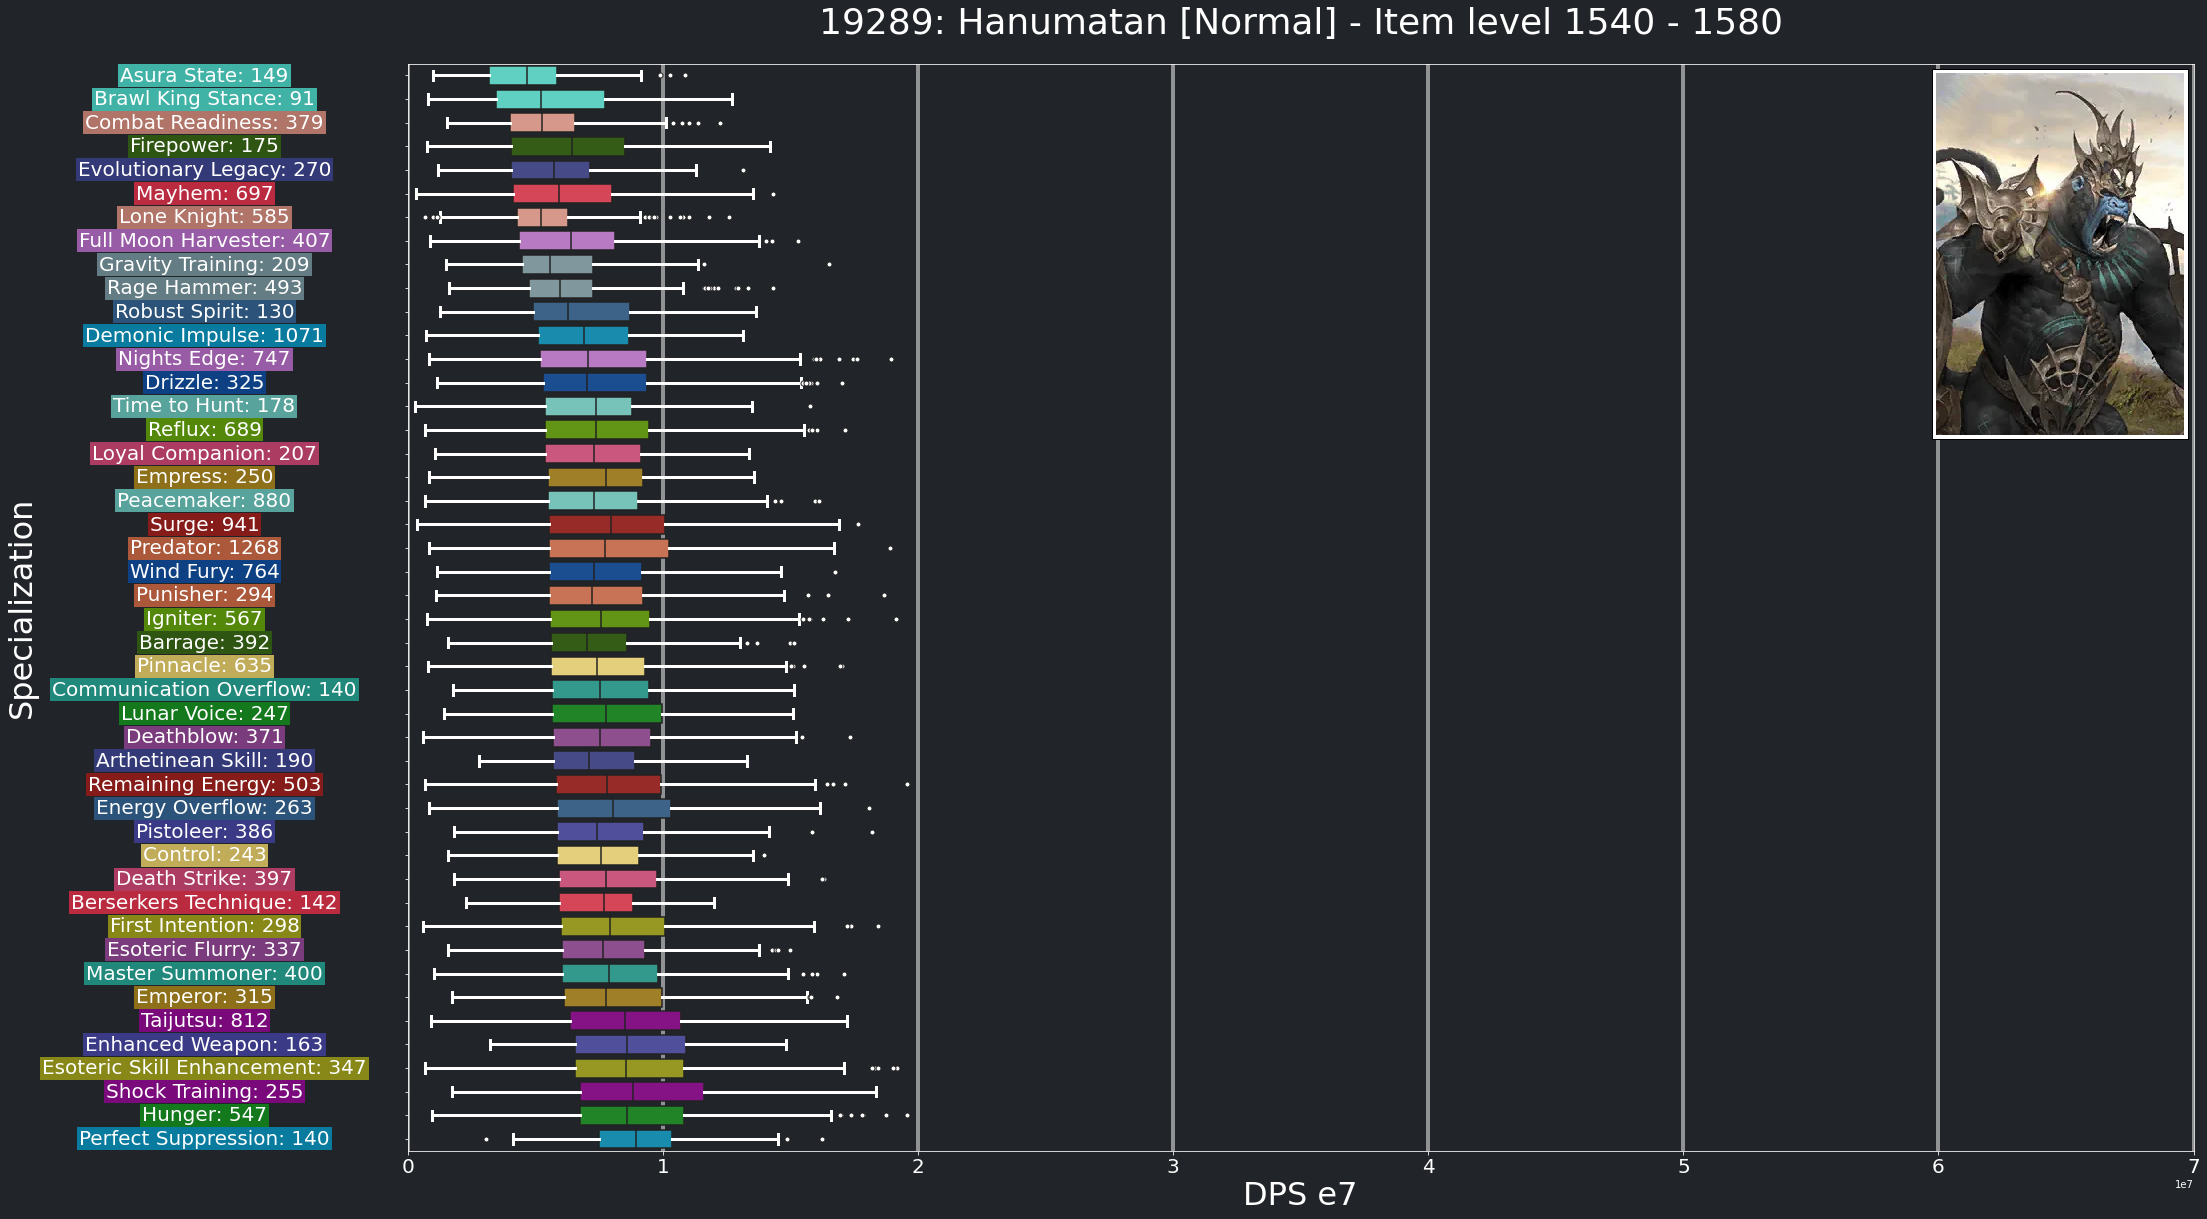 19289: Hanumatan [Normal] - Item level 1540 - 1580
Asura State: 149
Brawl King Stance: 91
Combat Readiness: 379
Firepower: 175
Evolutionary Legacy: 270
Mayhem: 697
Lone Knight: 585
Full Moon Harvester: 407
Gravity Training: 209
Rage Hammer: 493
Robust Spirit: 130
Demonic Impulse: 1071
Nights Edge: 747
Drizzle: 325
Time to Hunt: 178
Reflux: 689
Loyal Companion: 207
Empress: 250
Peacemaker: 880
Surge: 941
Predator: 1268
Wind Fury: 764
Punisher: 294
Igniter: 567
Barrage: 392
Pinnacle: 635
Communication Overflow: 140
Lunar Voice: 247
Deathblow: 371
Arthetinean Skill: 190
Remaining Energy: 503
Energy Overflow: 263
Pistoleer: 386
Control: 243
Death Strike: 397
Berserkers Technique: 142
First Intention: 298
Esoteric Flurry: 337
Master Summoner: 400
Emperor: 315
Taijutsu: 812
Enhanced Weapon: 163
Esoteric Skill Enhancement: 347
Shock Training: 255
Hunger: 547
Perfect Suppression: 140
Specialization
0 1 2 3 4 5 6 7
1e7
DPS e7